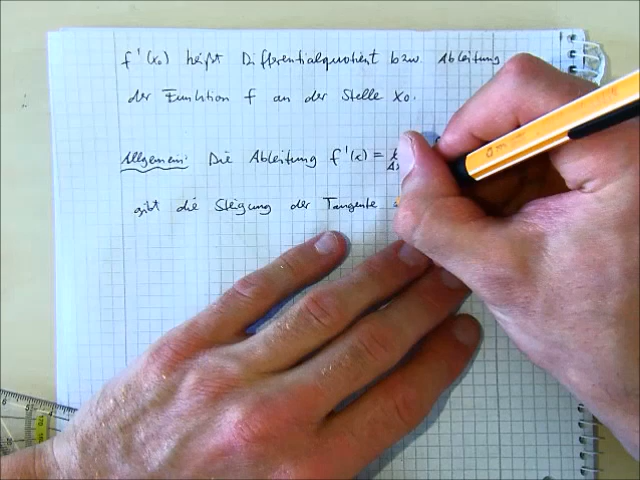 f'(x₀) heißt Differentialquotient bzw. Ableitung
der Funktion f an der Stelle x₀.
Allgemein: Die Ableitung f'(x) =
gibt die Steigung der Tangente